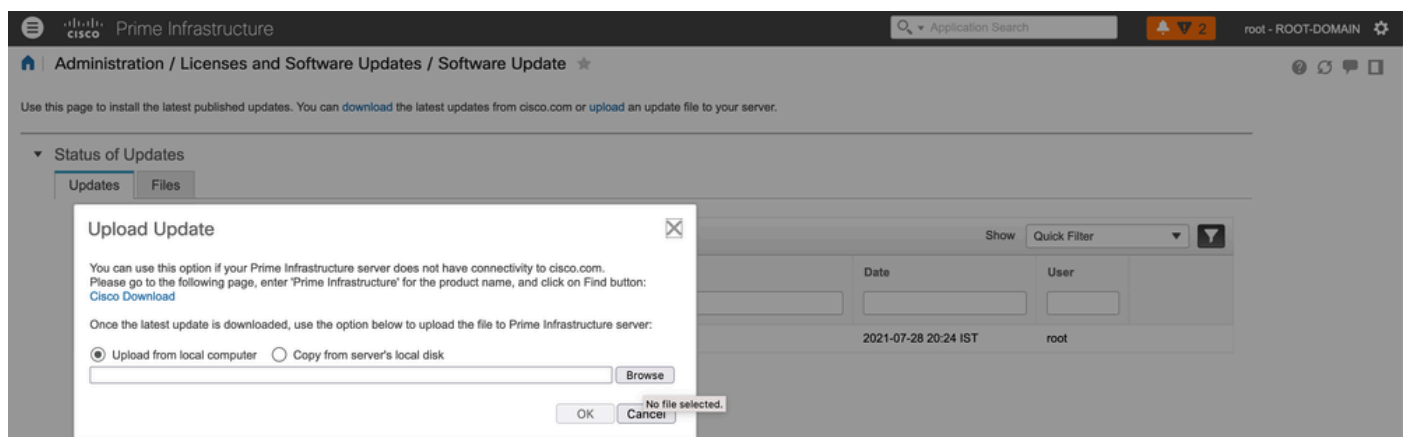 cisco Prime Infrastructure
Application Search
2
root - ROOT-DOMAIN
Administration / Licenses and Software Updates / Software Update
Use this page to install the latest published updates. You can download the latest updates from cisco.com or upload an update file to your server.
Status of Updates
Updates Files
Upload Update
Show Quick Filter
You can use this option if your Prime Infrastructure server does not have connectivity to cisco.com.
Please go to the following page, enter 'Prime Infrastructure' for the product name, and click on Find button:
Cisco Download
Date User
Once the latest update is downloaded, use the option below to upload the file to Prime Infrastructure server:
2021-07-28 20:24 IST root
Upload from local computer Copy from server's local disk
Browse
No file selected.
OK Cancel